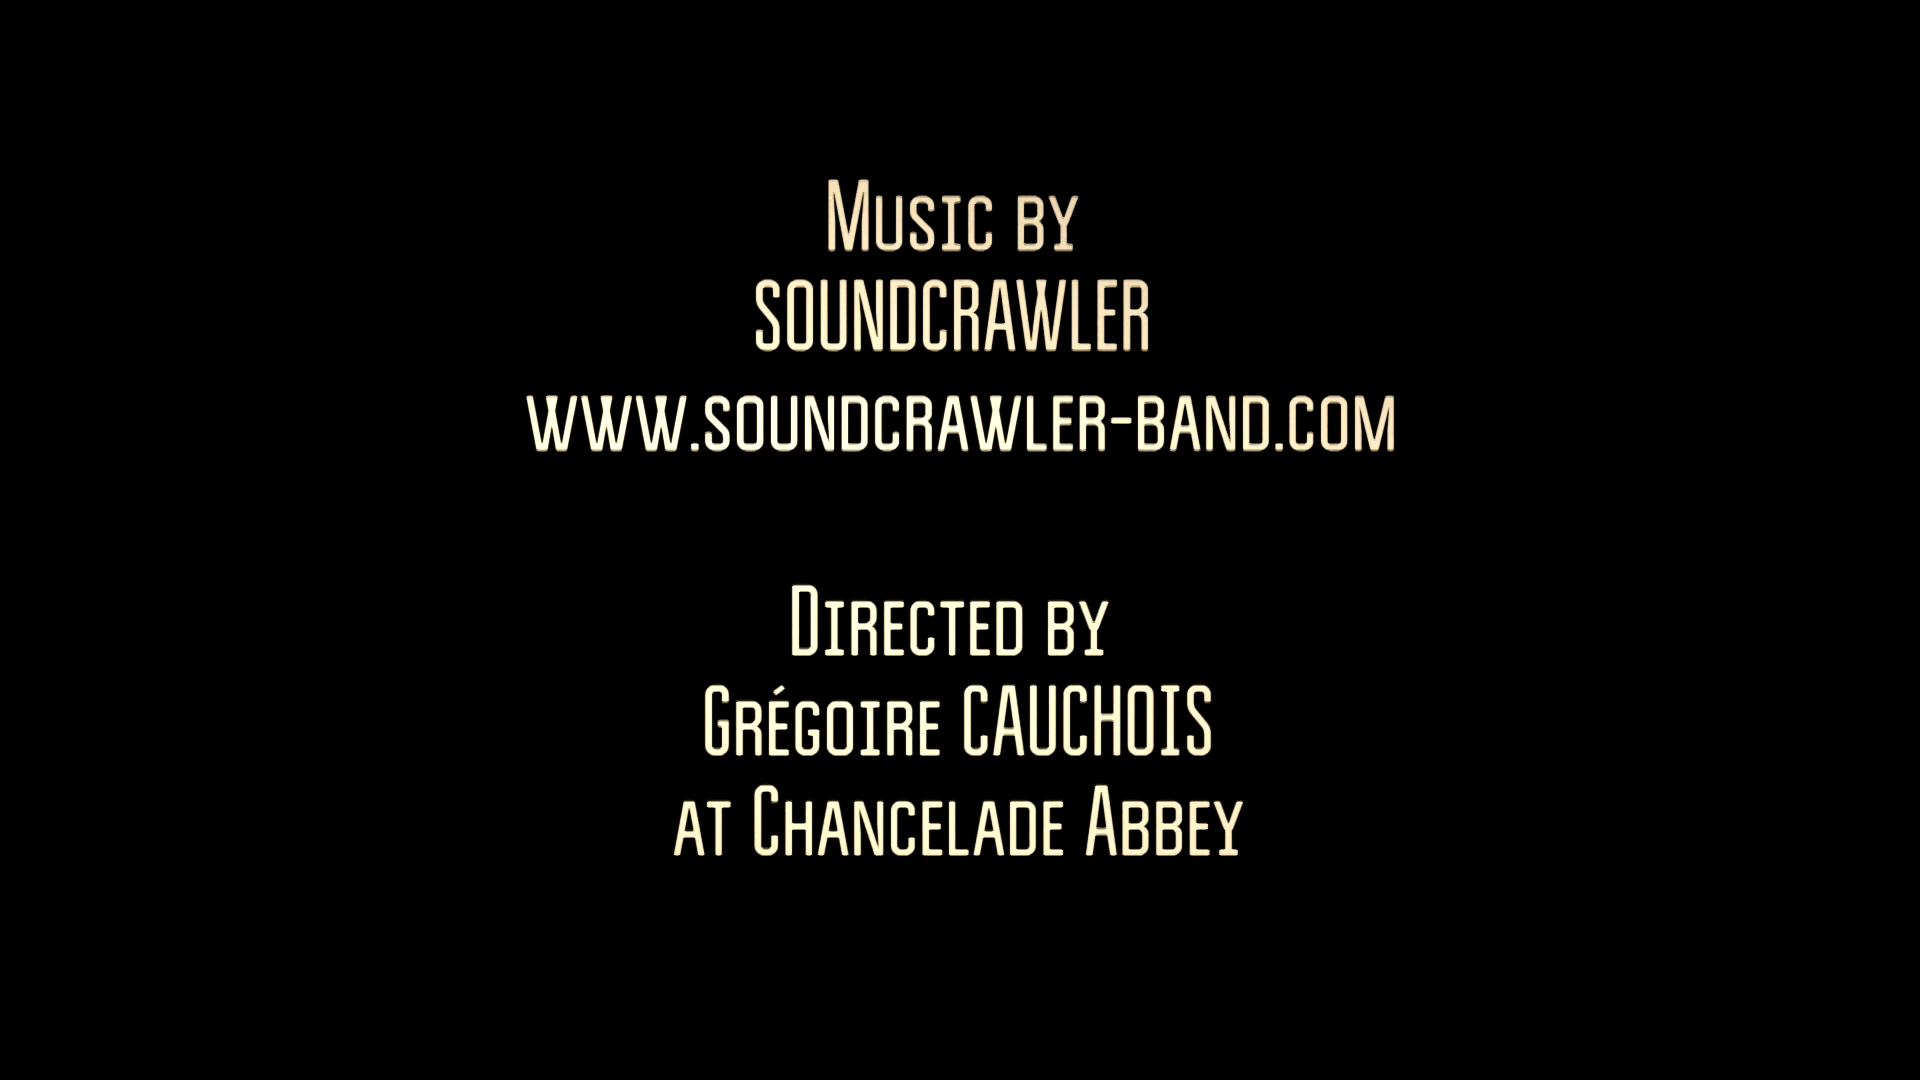 Music by
SOUNDCRAWLER
www.soundcrawler-band.com
Directed by
Grégoire CAUCHOIS
at Chancelade Abbey